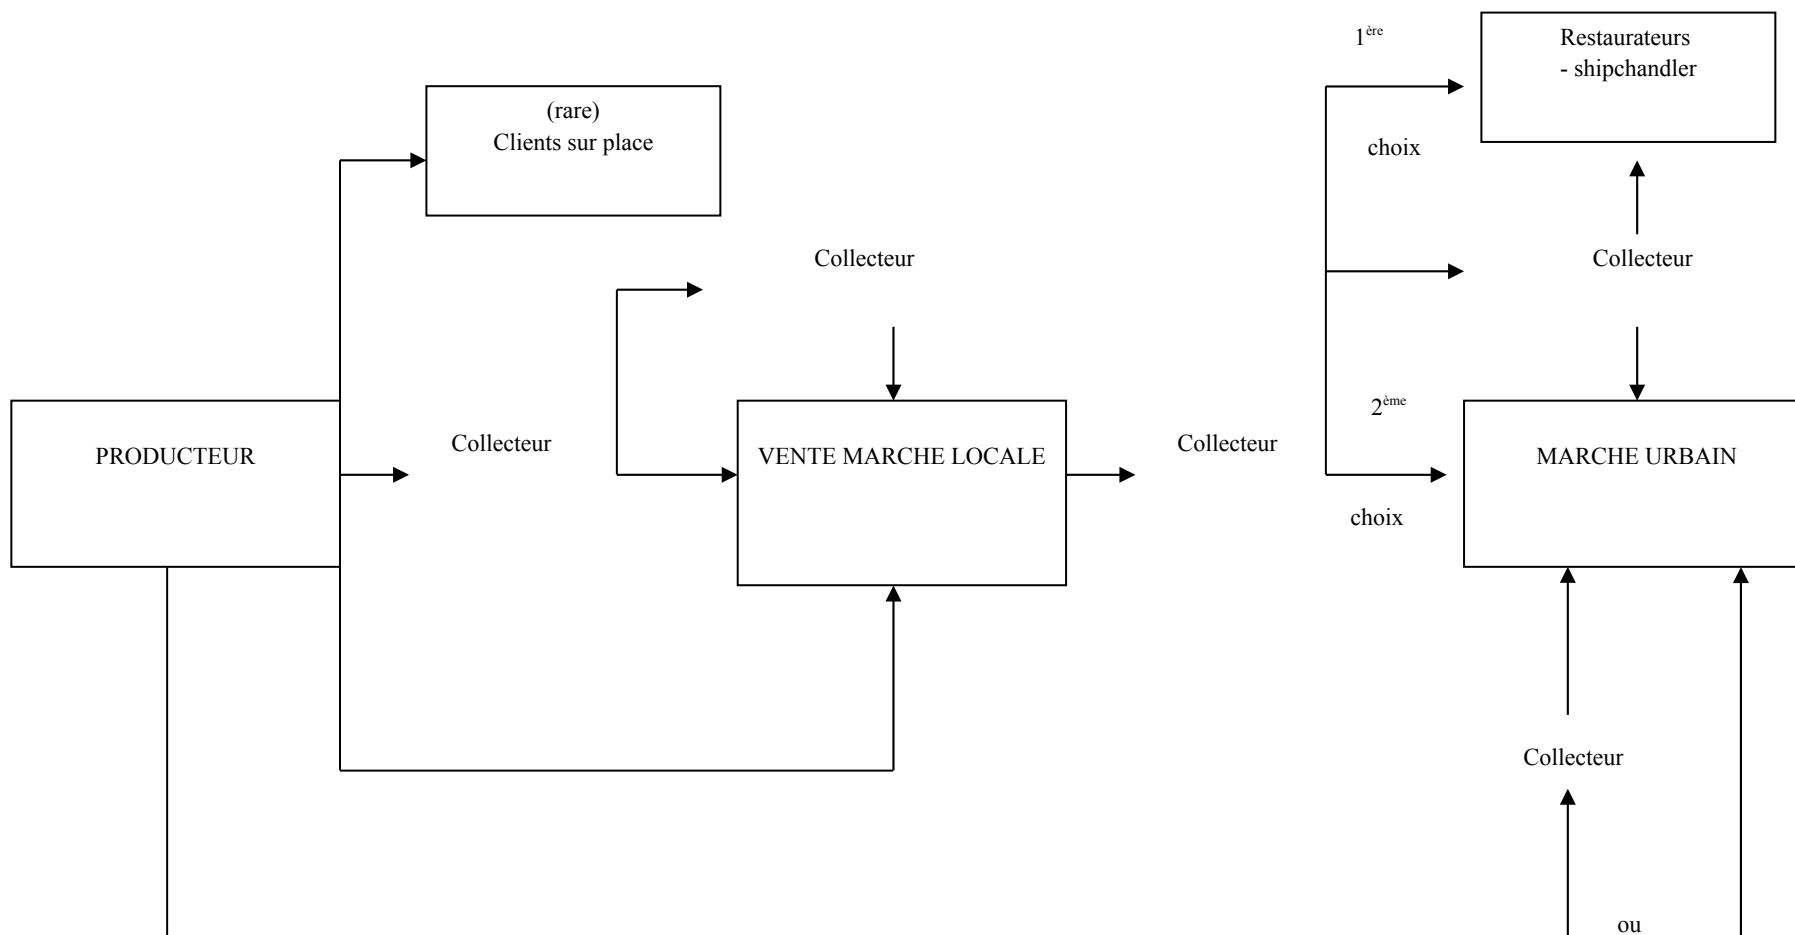 1ère
Restaurateurs
- shipchandler
(rare)
Clients sur place
choix
Collecteur
Collecteur
2ème
PRODUCTEUR
Collecteur
VENTE MARCHE LOCALE
Collecteur
MARCHE URBAIN
choix
Collecteur
ou